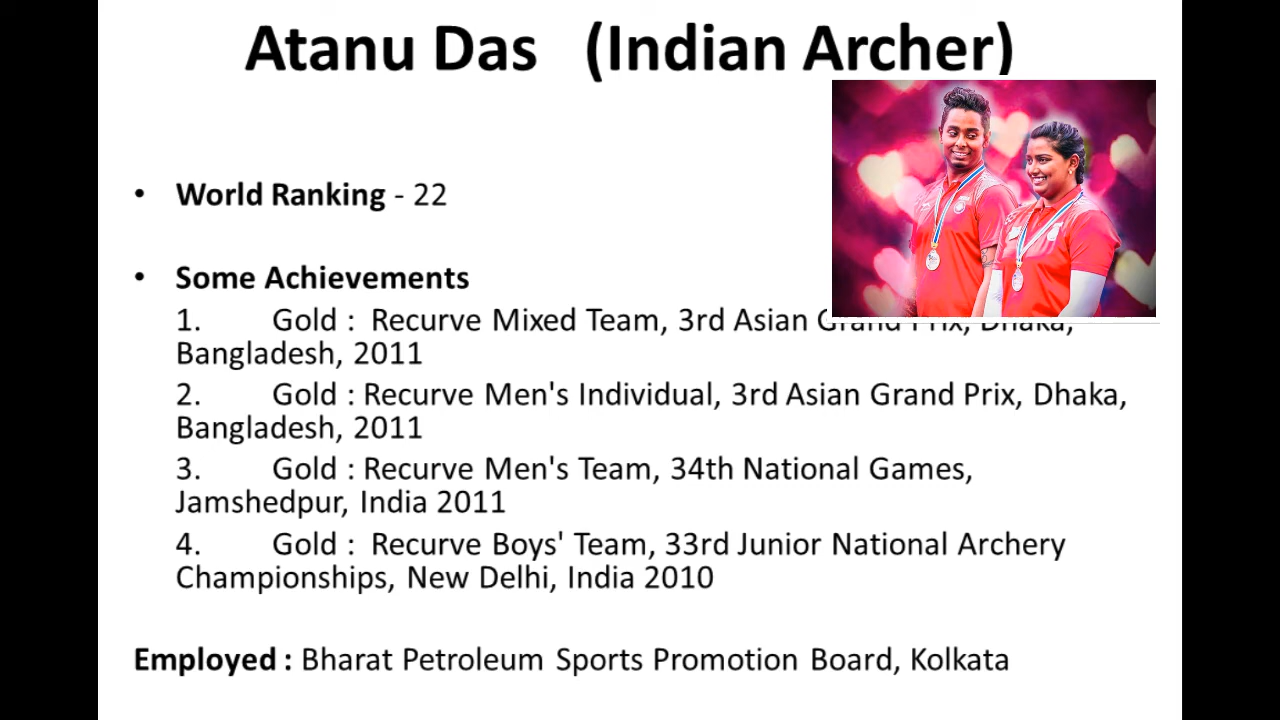 Atanu Das (Indian Archer)
• World Ranking - 22
• Some Achievements
1. Gold : Recurve Mixed Team, 3rd Asian Grand Prix, Dhaka,
Bangladesh, 2011
2. Gold : Recurve Men's Individual, 3rd Asian Grand Prix, Dhaka,
Bangladesh, 2011
3. Gold : Recurve Men's Team, 34th National Games,
Jamshedpur, India 2011
4. Gold : Recurve Boys' Team, 33rd Junior National Archery
Championships, New Delhi, India 2010
Employed : Bharat Petroleum Sports Promotion Board, Kolkata